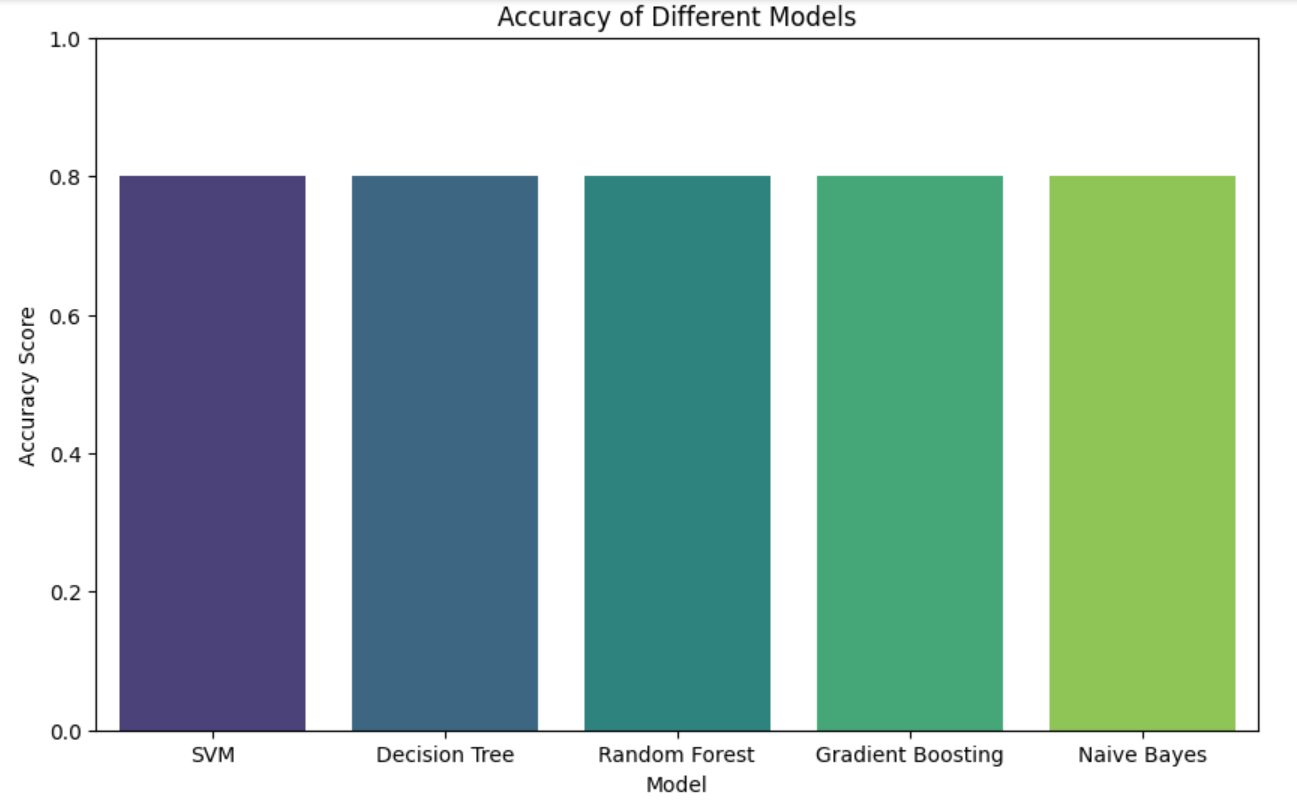 Accuracy of Different Models
1.0
0.8
0.6
0.4
0.2
0.0
Accuracy Score
SVM Decision Tree Random Forest Gradient Boosting Naive Bayes
Model